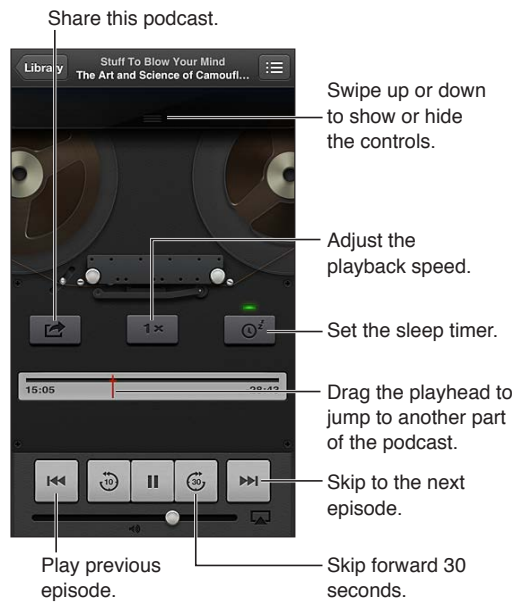 Share this podcast.
Library
Stuff To Blow Your Mind
The Art and Science of Camoufl...
Swipe up or down
to show or hide
the controls.
Adjust the
playback speed.
1×
z
Set the sleep timer.
15:05
28:43
Drag the playhead to
jump to another part
of the podcast.
10
30
Skip to the next
episode.
Play previous
episode.
Skip forward 30
seconds.